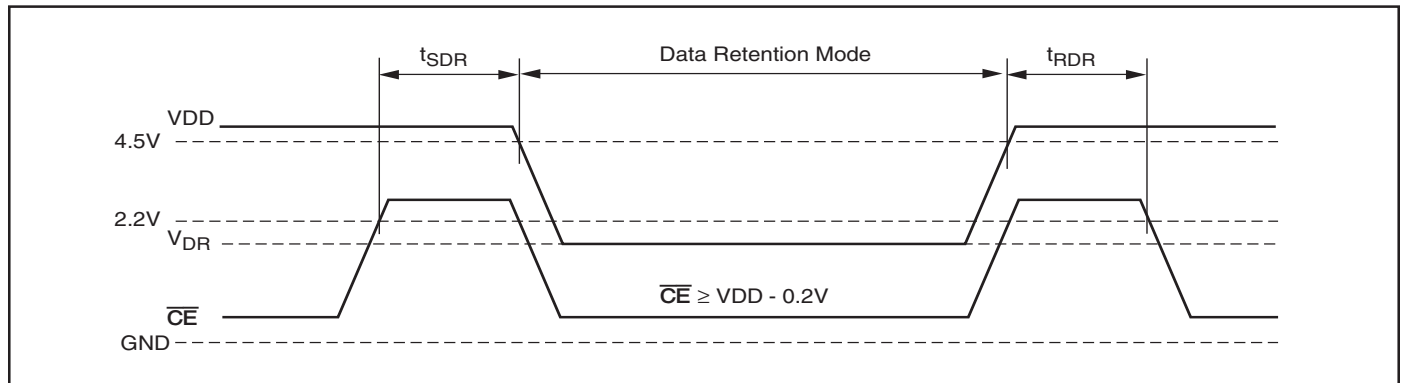 tSDR
Data Retention Mode
tRDR
VDD
4.5V
2.2V
VDR
CE ≥ VDD - 0.2V
CE
GND